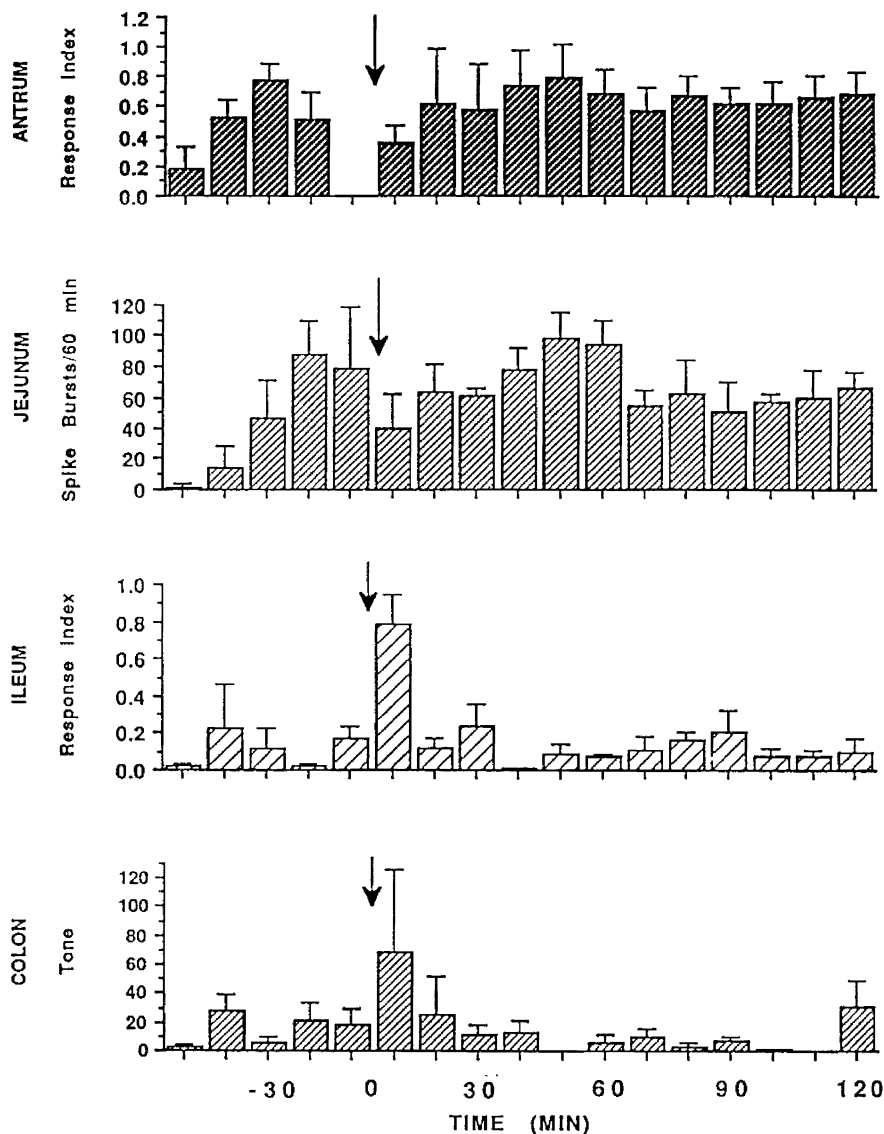 ANTRUM
Response Index
1.2
1.0
0.8
0.6
0.4
0.2
0.0
JEJUNUM
Spike Bursts/60 min
120
100
80
60
40
20
0
ILEUM
Response Index
1.0
0.8
0.6
0.4
0.2
0.0
COLON
Tone
120
100
80
60
40
20
0
-30 0 30 60 90 120
TIME (MIN)